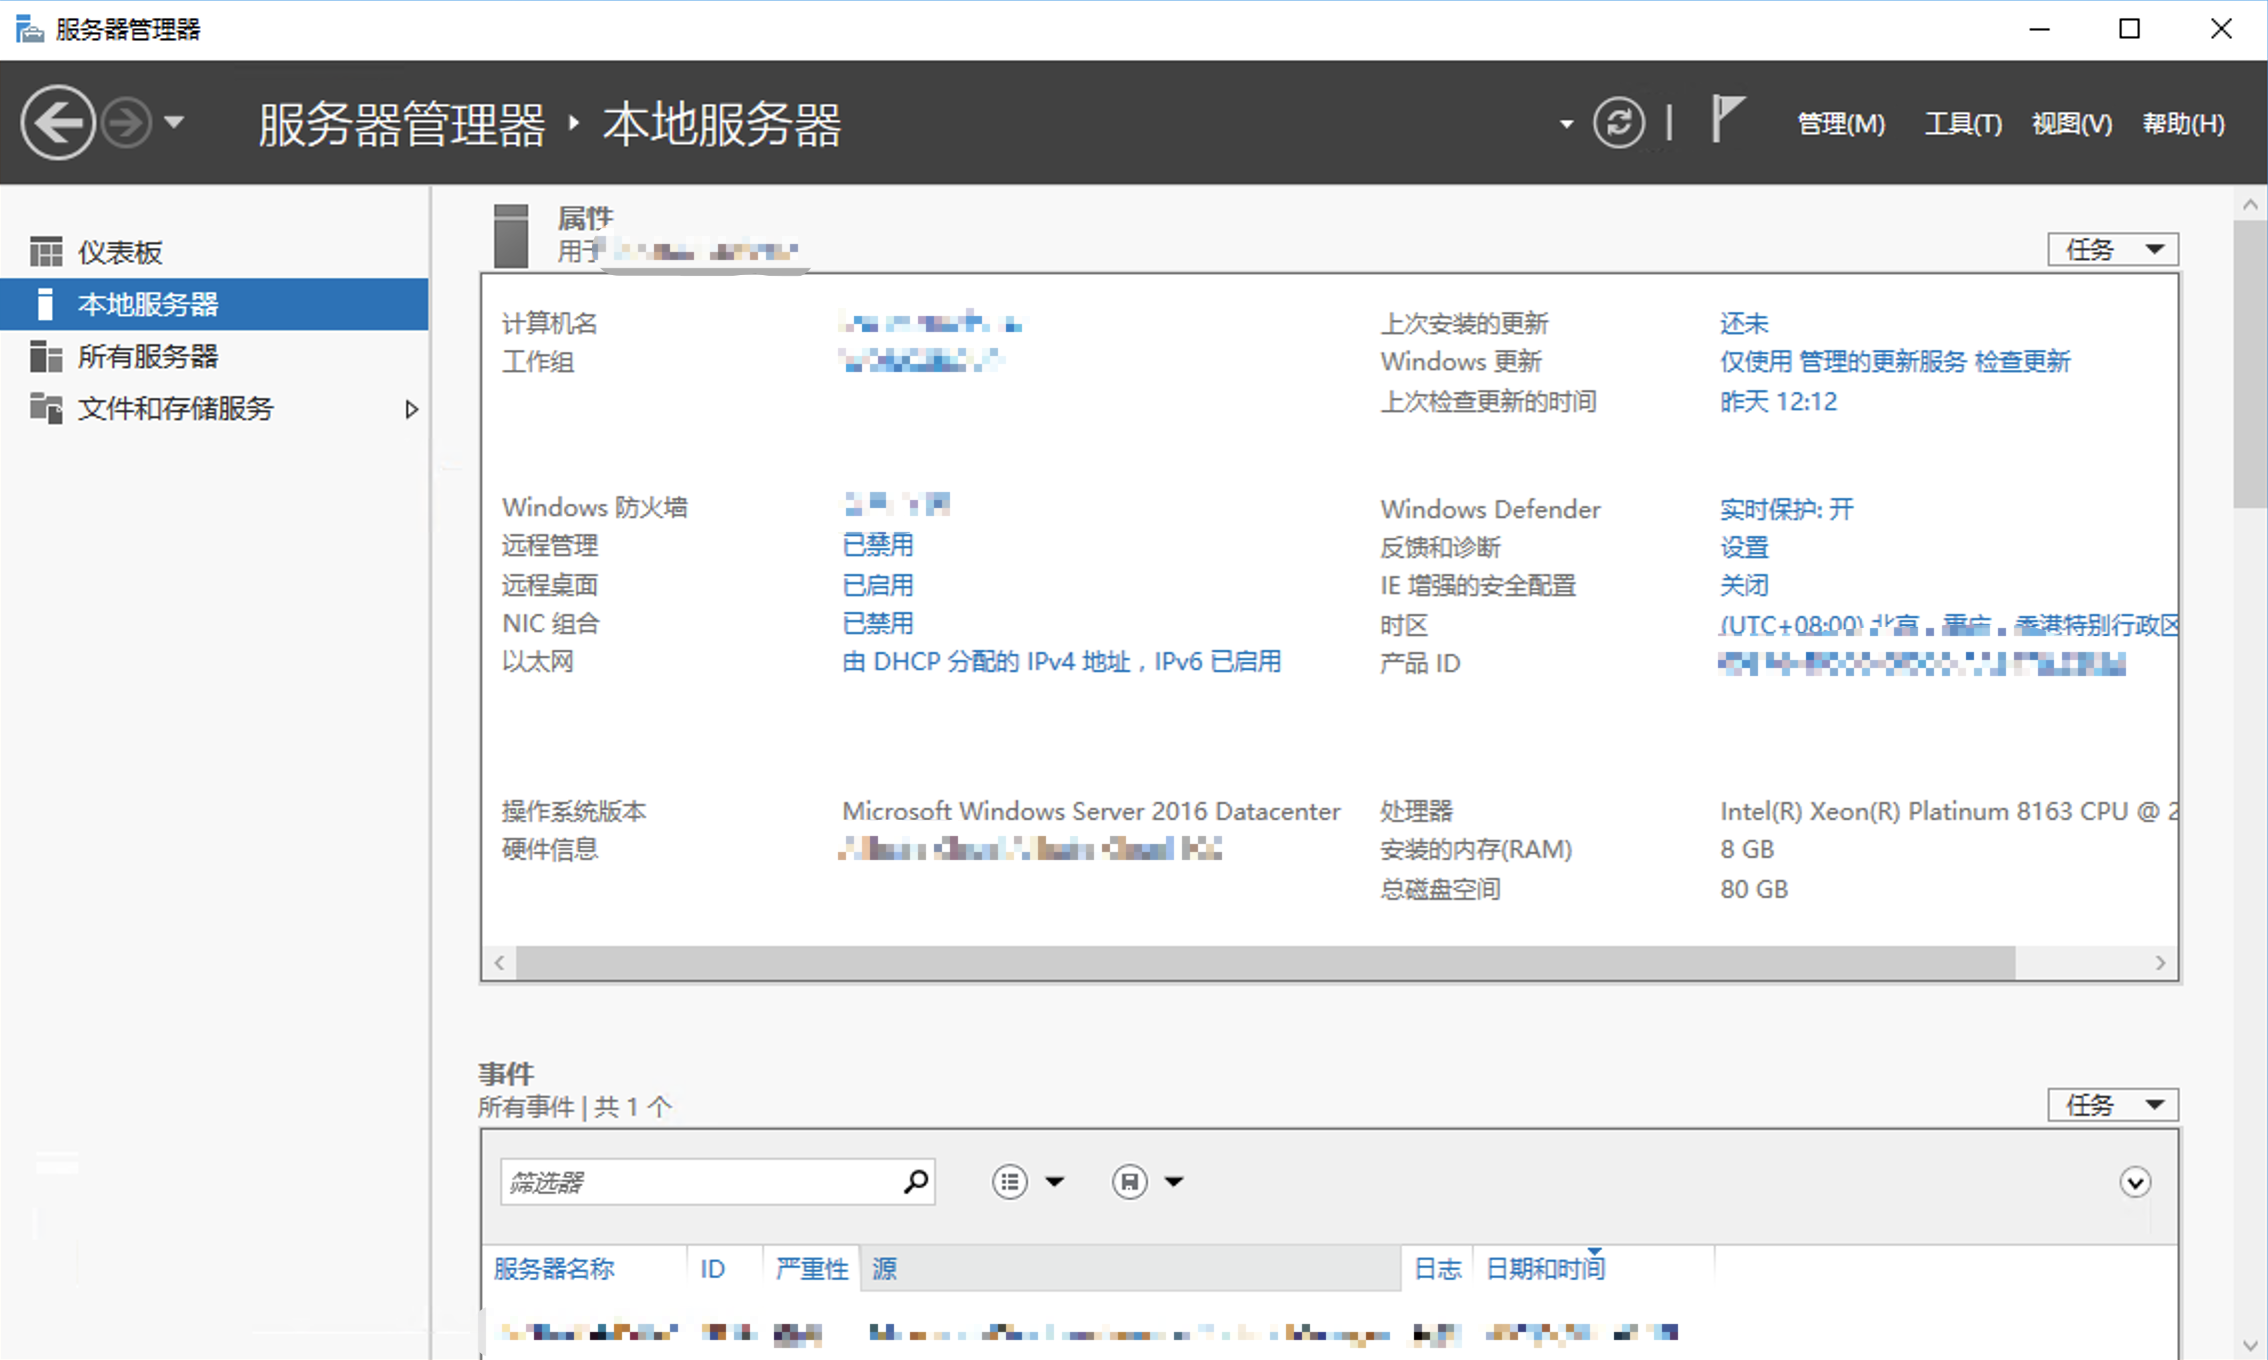 服务器管理器
服务器管理器 ‣ 本地服务器
管理(M) 工具(T) 视图(V) 帮助(H)
仪表板
本地服务器
所有服务器
文件和存储服务
属性
用于
任务
计算机名
工作组
上次安装的更新 还未
Windows 更新 仅使用 管理的更新服务 检查更新
上次检查更新的时间 昨天 12:12
Windows 防火墙
远程管理 已禁用
远程桌面 已启用
NIC 组合 已禁用
以太网 由 DHCP 分配的 IPv4 地址，IPv6 已启用
Windows Defender 实时保护: 开
反馈和诊断 设置
IE 增强的安全配置 关闭
时区 (UTC+08:00) 北京，重庆，香港特别行政区
产品 ID
操作系统版本 Microsoft Windows Server 2016 Datacenter
硬件信息
处理器 Intel(R) Xeon(R) Platinum 8163 CPU @ 2
安装的内存(RAM) 8 GB
总磁盘空间 80 GB
事件
所有事件 | 共 1 个
任务
筛选器
服务器名称 ID 严重性 源 日志 日期和时间